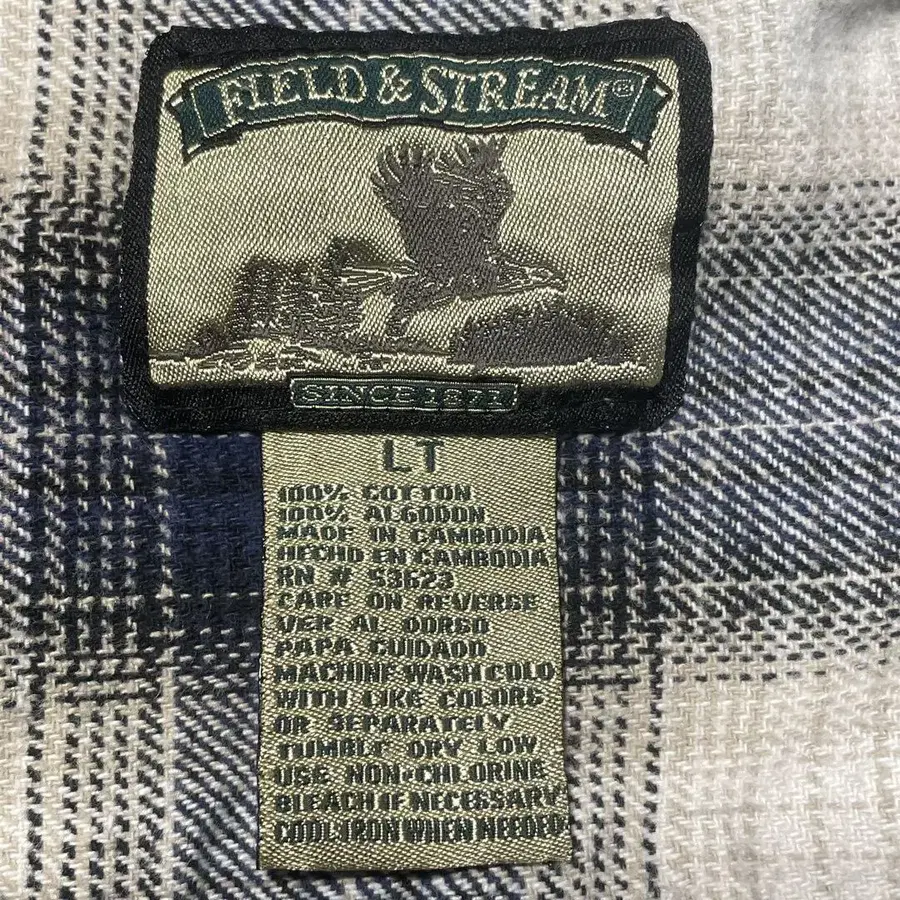 FIELD & STREAM®
SINCE 1871
LT
100% COTTON
100% ALGODON
MADE IN CAMBODIA
HECHO EN CAMBODIA
RN # 53623
CARE ON REVERSE
VER AL DORSO
PAPA CUIDADO
MACHINE WASH COLD
WITH LIKE COLORS
OR SEPARATELY
TUMBLE DRY LOW
USE NON-CHLORINE
BLEACH IF NECESSARY
COOL IRON WHEN NEEDED